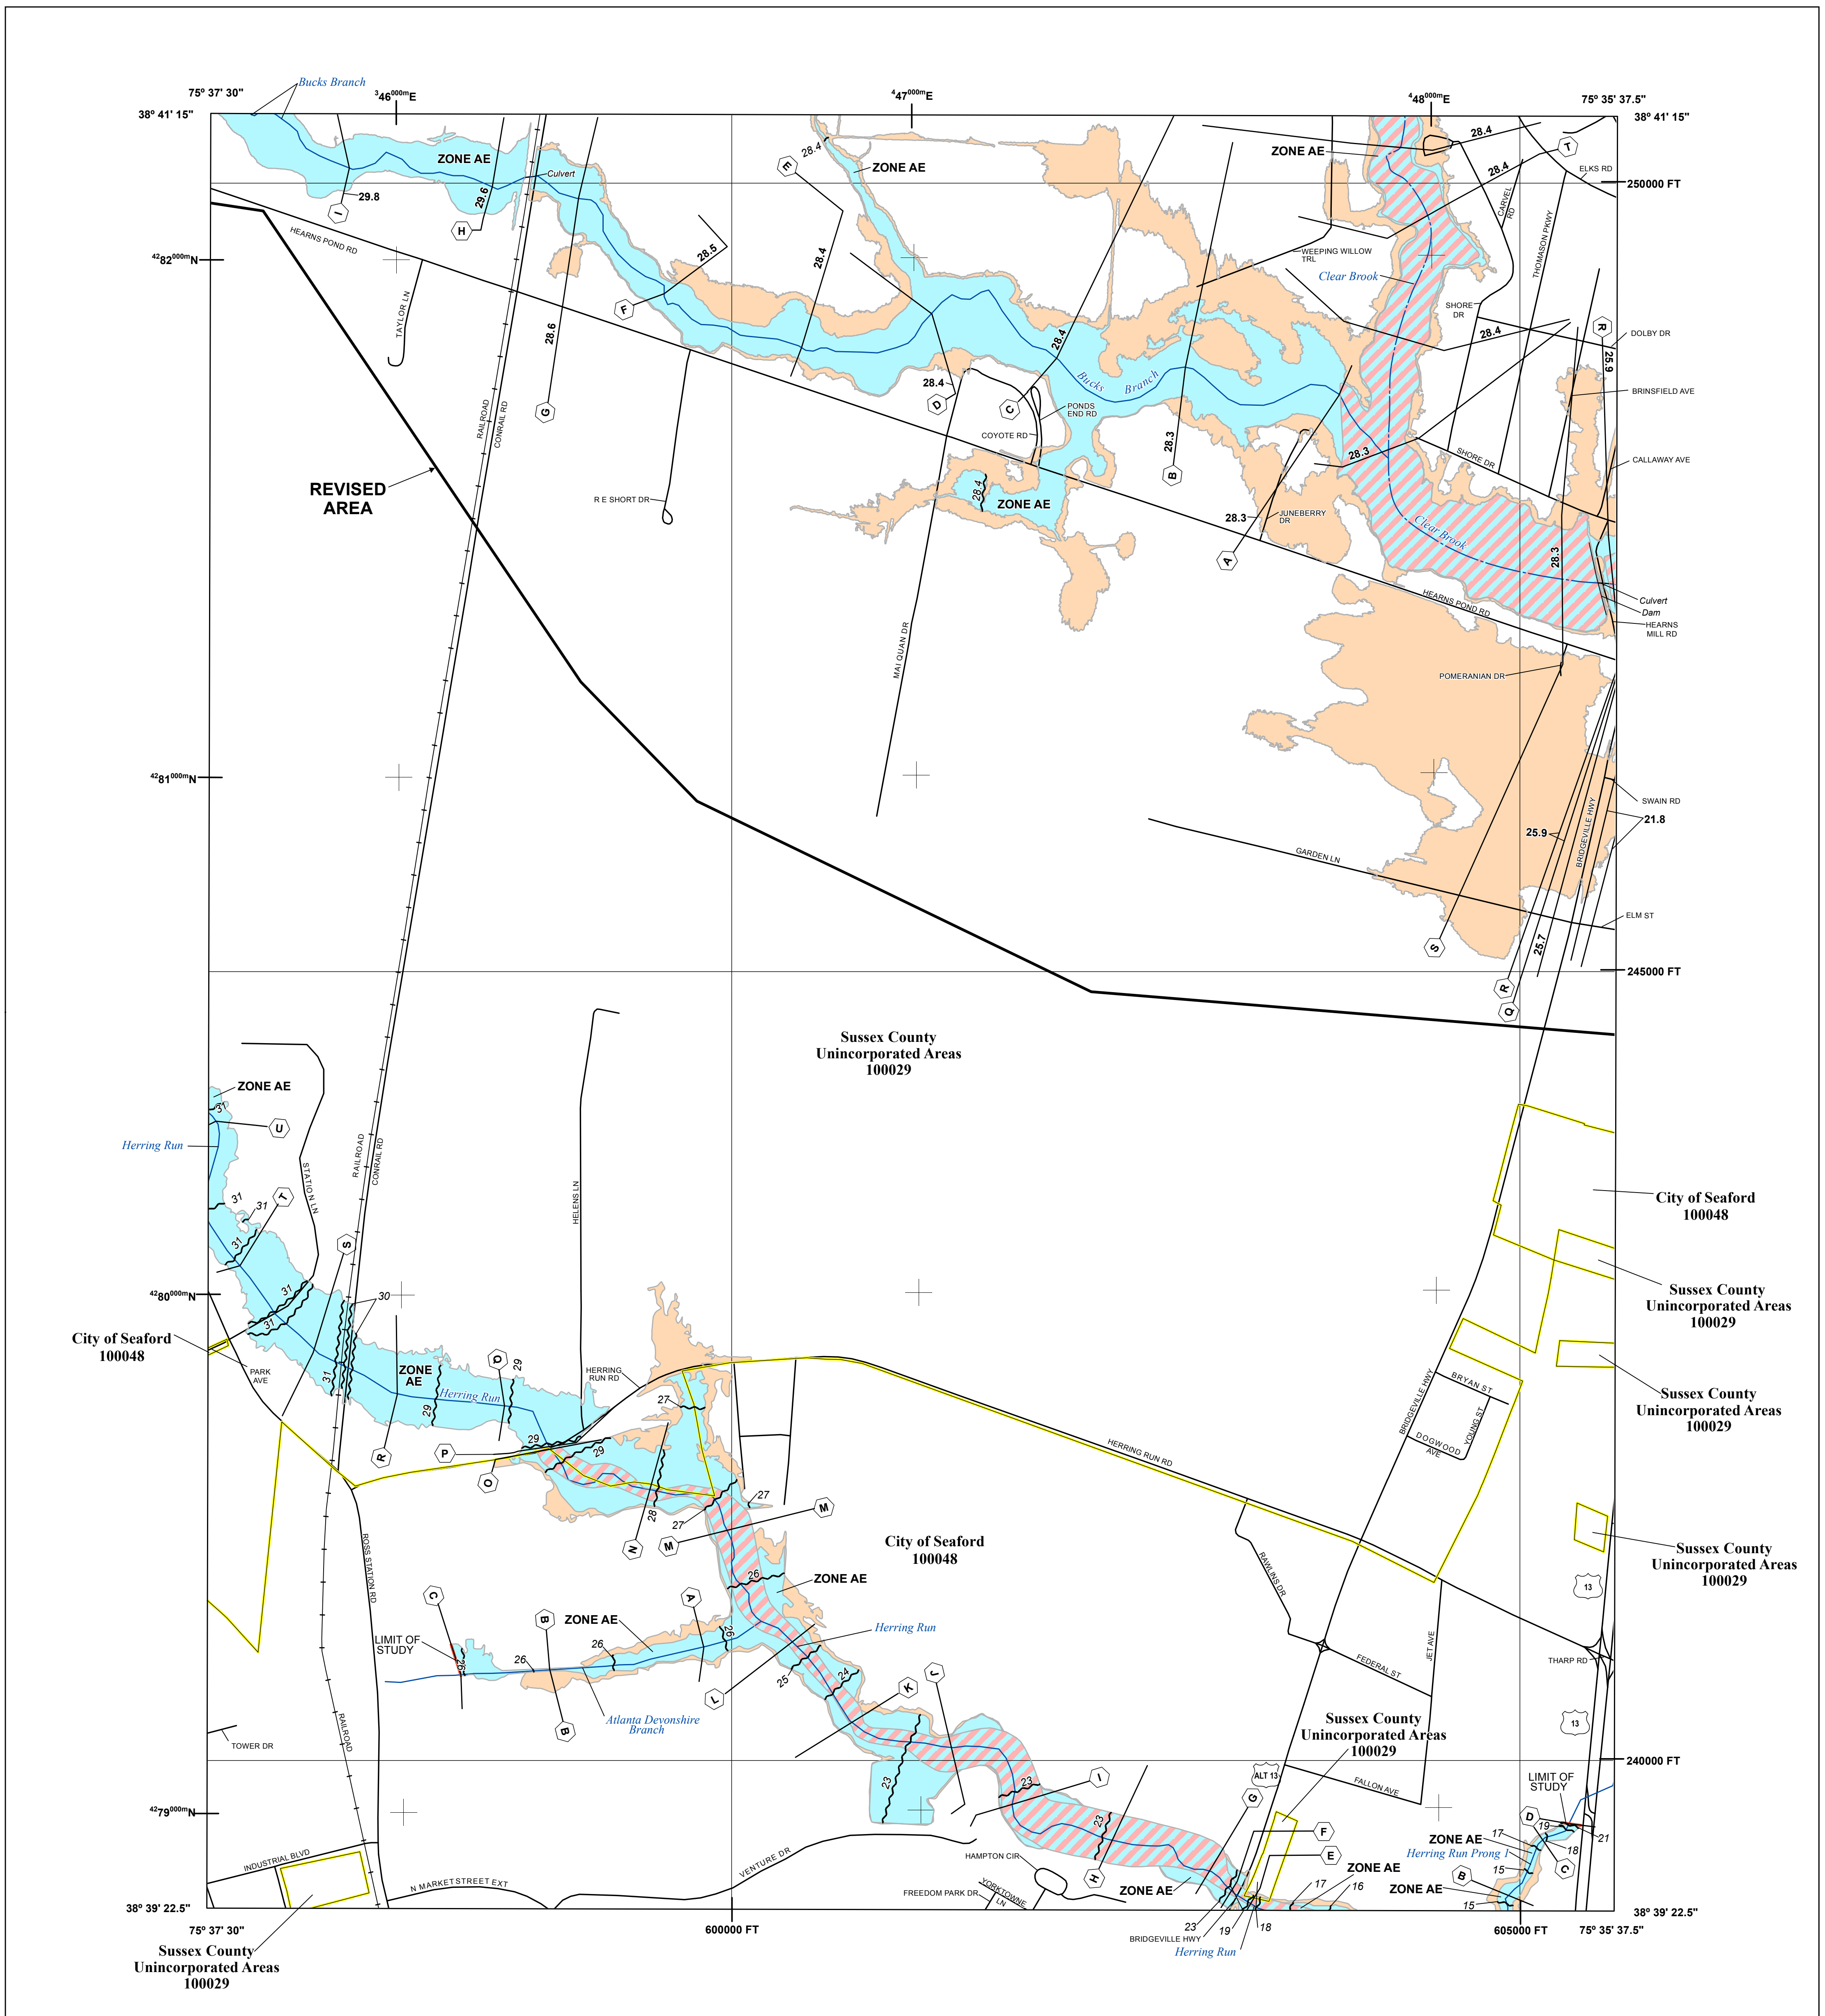 Bucks Branch
75° 37' 30"
³46⁰⁰⁰ᵐE
⁴47⁰⁰⁰ᵐE
⁴48⁰⁰⁰ᵐE
75° 35' 37.5"
38° 41' 15"
38° 41' 15"
ZONE AE
Culvert
29.8
I
29.6
H
E
28.4
ZONE AE
ZONE AE
28.4
T
28.4
ELKS RD
CARVEL
RD
THOMASON PKWY
250000 FT
HEARNS POND RD
⁴²82⁰⁰⁰ᵐN
TAYLOR LN
28.5
F
28.6
G
28.4
WEEPING WILLOW
TRL
Clear Brook
SHORE
DR
28.4
R
25.9
DOLBY DR
RAILROAD
CONRAIL RD
28.4
D
28.4
C
Bucks
Branch
PONDS
END RD
COYOTE RD
28.3
B
BRINSFIELD AVE
28.3
SHORE DR
CALLAWAY AVE
REVISED
AREA
R E SHORT DR
28.4
ZONE AE
28.3
JUNEBERRY
DR
A
Clear Brook
28.3
HEARNS POND RD
Culvert
Dam
HEARNS
MILL RD
MAI QUAN DR
POMERANIAN DR
⁴²81⁰⁰⁰ᵐN
SWAIN RD
21.8
25.9
BRIDGEVILLE HWY
GARDEN LN
ELM ST
S
25.7
R
Q
245000 FT
Sussex County
Unincorporated Areas
100029
ZONE AE
31
U
Herring Run
RAILROAD
CONRAIL RD
STATION LN
HELENS LN
31
31
T
31
S
City of Seaford
100048
31
31
30
⁴²80⁰⁰⁰ᵐN
Sussex County
Unincorporated Areas
100029
City of Seaford
100048
PARK
AVE
31
ZONE
AE
Q
29
29
Herring Run
HERRING
RUN RD
27
BRIDGEVILLE HWY
BRYAN ST
YOUNG ST
DOGWOOD
AVE
Sussex County
Unincorporated Areas
100029
R
P
29
29
O
HERRING RUN RD
28
27
27
M
M
N
City of Seaford
100048
Sussex County
Unincorporated Areas
100029
13
ROSS STATION RD
RAWLINS DR
26
ZONE AE
C
B
A
ZONE AE
Herring Run
LIMIT OF
STUDY
26
26
26
26
JET AVE
FEDERAL ST
THARP RD
25
24
L
K
J
B
Atlanta Devonshire
Branch
TOWER DR
RAILROAD
Sussex County
Unincorporated Areas
100029
13
240000 FT
23
23
I
ALT 13
G
FALLON AVE
LIMIT OF
STUDY
⁴²79⁰⁰⁰ᵐN
23
F
D
19
21
17
18
ZONE AE
Herring Run Prong 1
INDUSTRIAL BLVD
VENTURE DR
HAMPTON CIR
H
E
ZONE AE
15
C
B
N MARKET STREET EXT
FREEDOM PARK DR
YORKTOWNE
LN
ZONE AE
17
16
ZONE AE
15
38° 39' 22.5"
38° 39' 22.5"
75° 37' 30"
600000 FT
23
19
18
BRIDGEVILLE HWY
Herring Run
605000 FT
75° 35' 37.5"
Sussex County
Unincorporated Areas
100029